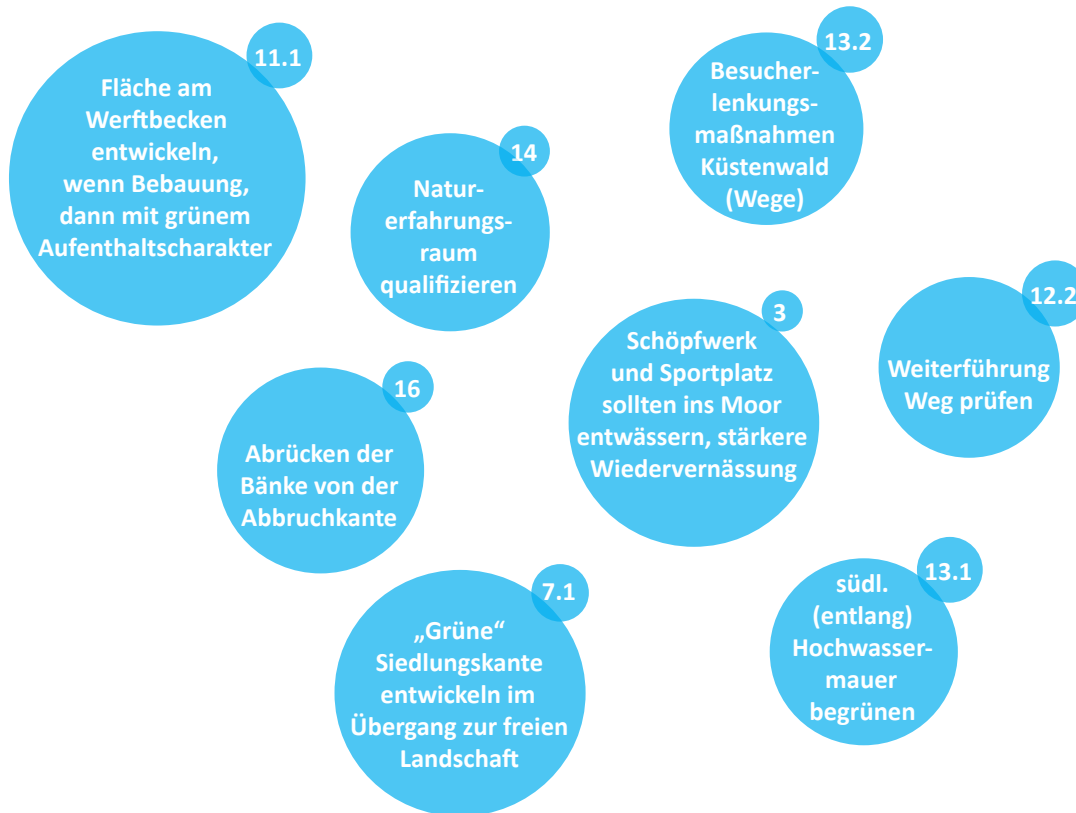 11.1
Fläche am
Werftbecken
entwickeln,
wenn Bebauung,
dann mit grünem
Aufenthaltscharakter
14
Natur-
erfahrungs-
raum
qualifizieren
13.2
Besucher-
lenkungs-
maßnahmen
Küstenwald
(Wege)
3
Schöpfwerk
und Sportplatz
sollten ins Moor
entwässern, stärkere
Wiedervernässung
12.2
Weiterführung
Weg prüfen
16
Abrücken der
Bänke von der
Abbruchkante
7.1
„Grüne“
Siedlungskante
entwickeln im
Übergang zur freien
Landschaft
13.1
südl.
(entlang)
Hochwasser-
mauer
begrünen